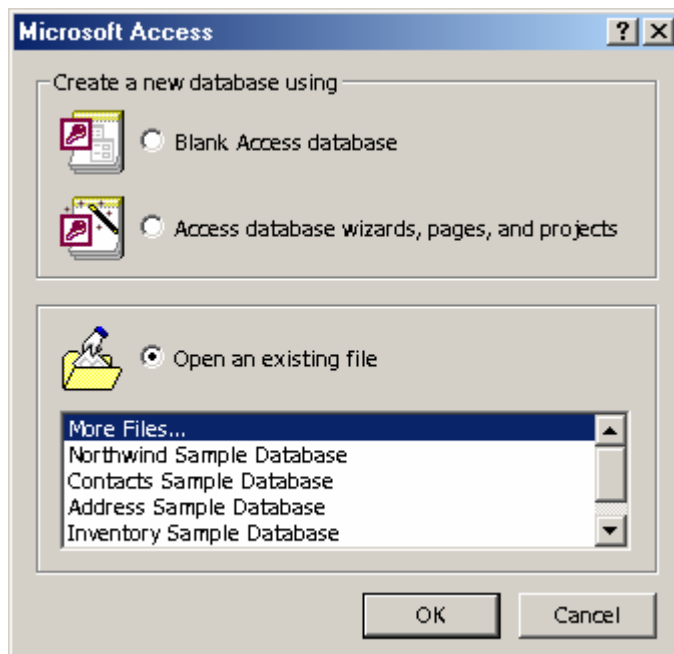 Microsoft Access
Create a new database using
Blank Access database
Access database wizards, pages, and projects
Open an existing file
More Files...
Northwind Sample Database
Contacts Sample Database
Address Sample Database
Inventory Sample Database
OK
Cancel